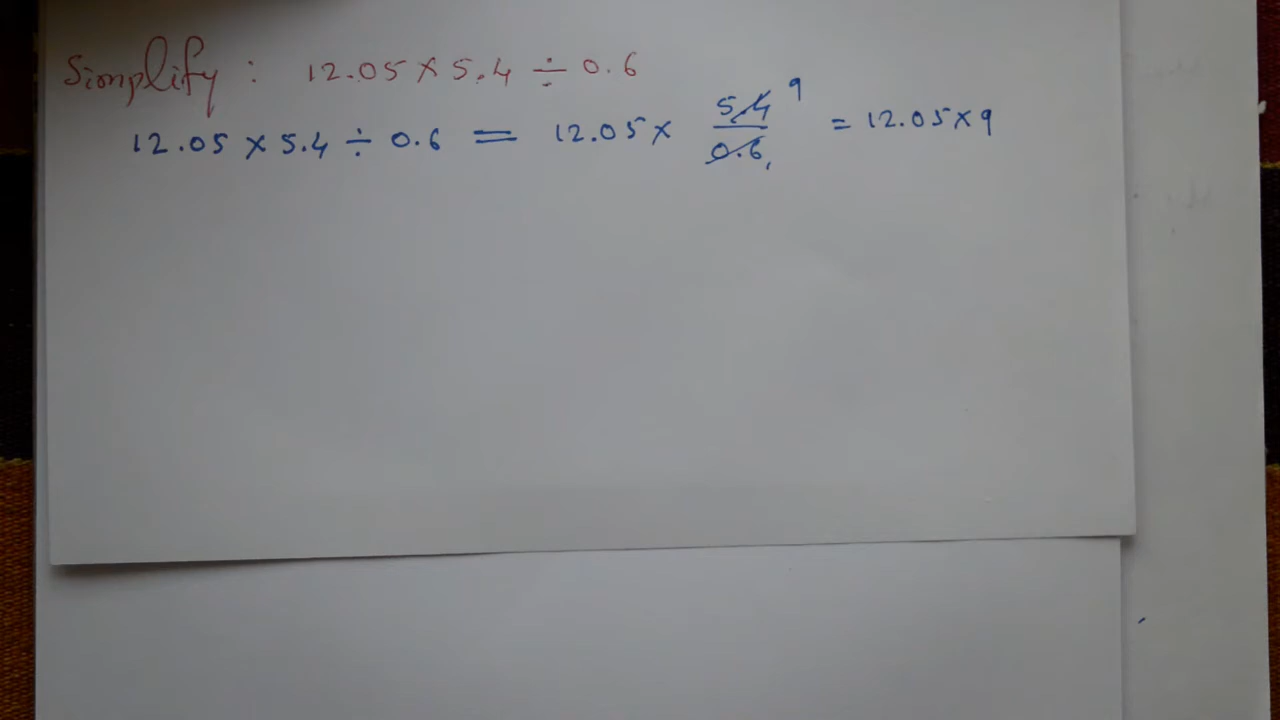 Simplify: 12.05 × 5.4 ÷ 0.6
12.05 × 5.4 ÷ 0.6 = 12.05 × 5.4/0.6 9 1 = 12.05 × 9